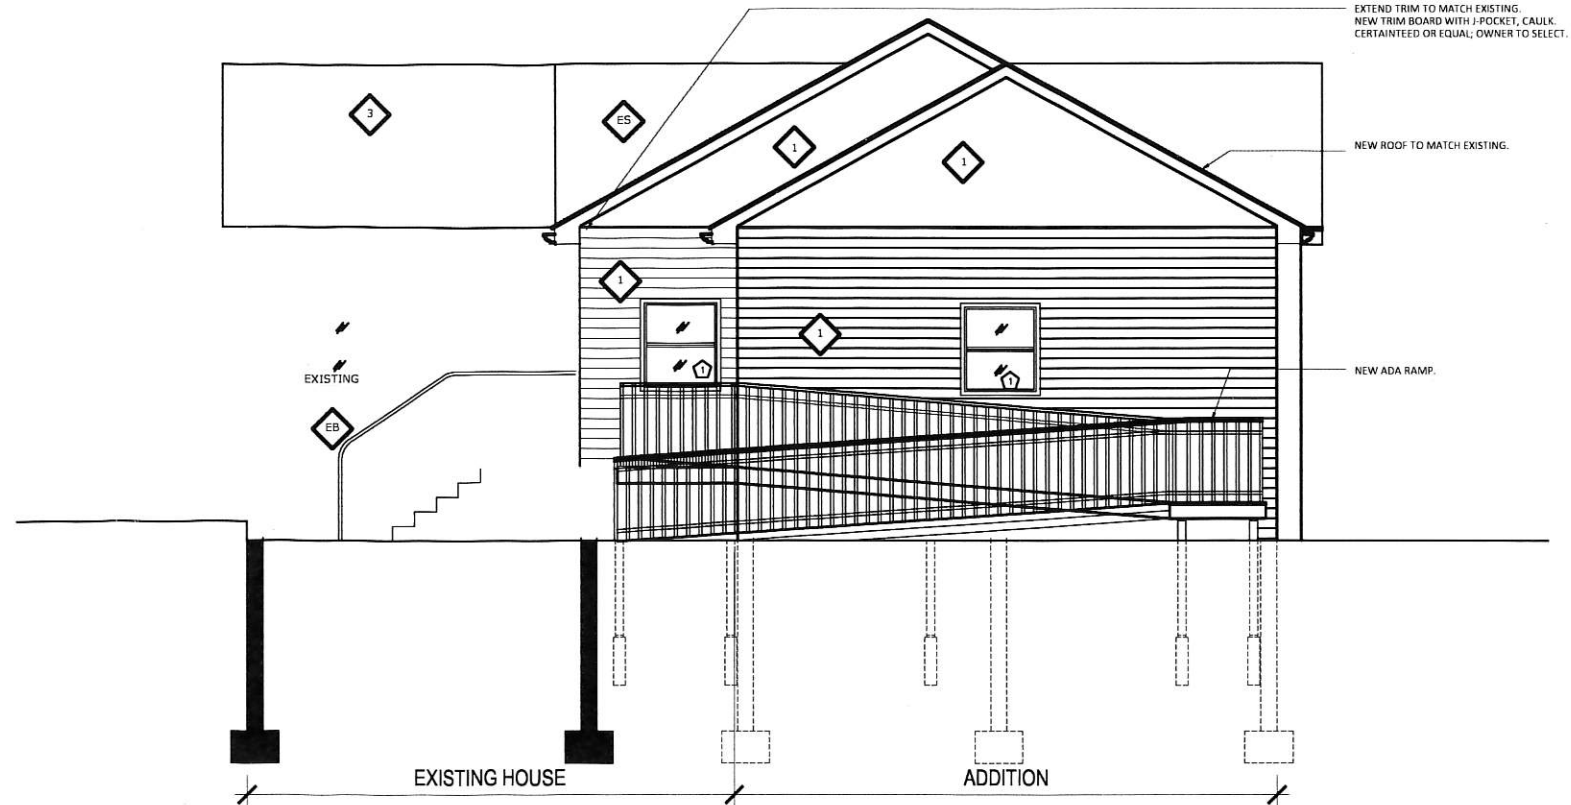 EXTEND TRIM TO MATCH EXISTING.
NEW TRIM BOARD WITH J-POCKET, CAULK.
CERTAINTEED OR EQUAL; OWNER TO SELECT.
3
ES
1
1
NEW ROOF TO MATCH EXISTING.
1
1
1
1
EXISTING
NEW ADA RAMP.
EB
EXISTING HOUSE
ADDITION